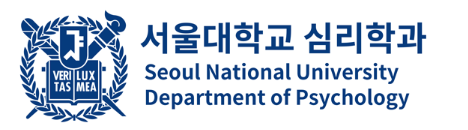 VERI LUX
TAS MEA
서울대학교 심리학과
Seoul National University
Department of Psychology